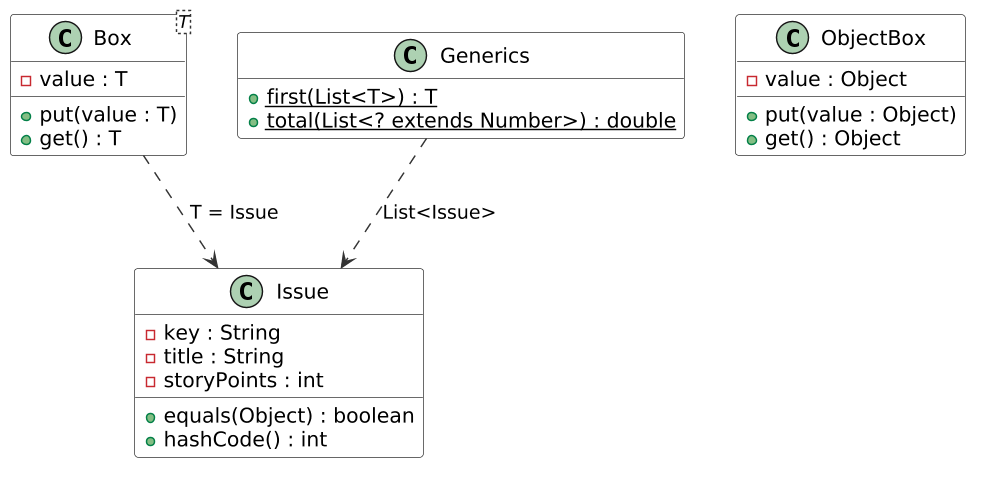 C Box
T
value : T
put(value : T)
get() : T
C Generics
first(List<T>) : T
total(List<? extends Number>) : double
C ObjectBox
value : Object
put(value : Object)
get() : Object
T = Issue
List<Issue>
C Issue
key : String
title : String
storyPoints : int
equals(Object) : boolean
hashCode() : int